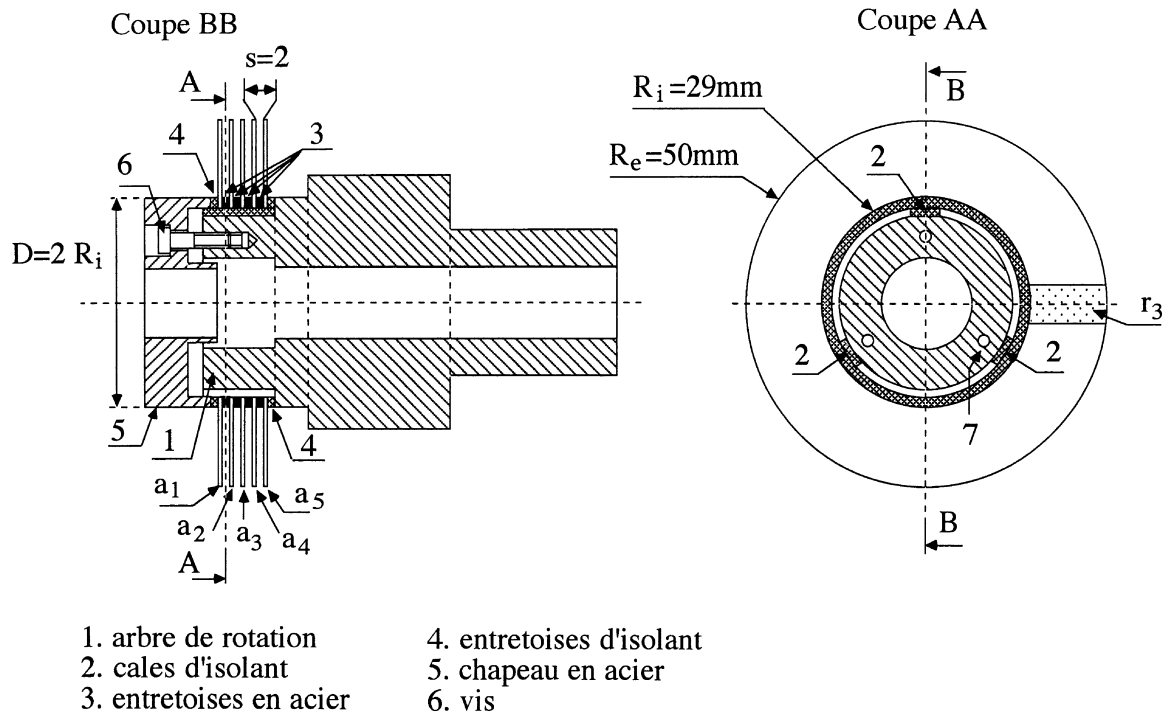 Coupe BB
Coupe AA
s=2
A
B
4
3
6
R_i=29mm
R_e=50mm
2
D=2 R_i
r_3
2
2
5
1
4
7
a_1
a_2
a_3
a_4
a_5
A
B
1. arbre de rotation
2. cales d'isolant
3. entretoises en acier
4. entretoises d'isolant
5. chapeau en acier
6. vis